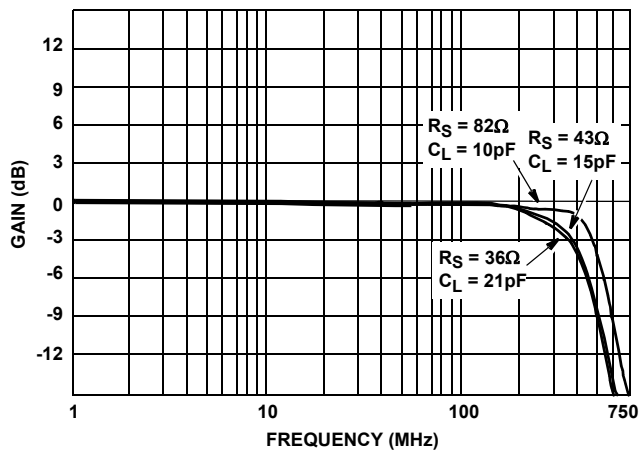 12
9
6
3
0
-3
-6
-9
-12
GAIN (dB)
RS = 82Ω
CL = 10pF
RS = 43Ω
CL = 15pF
RS = 36Ω
CL = 21pF
1
10
100
750
FREQUENCY (MHz)